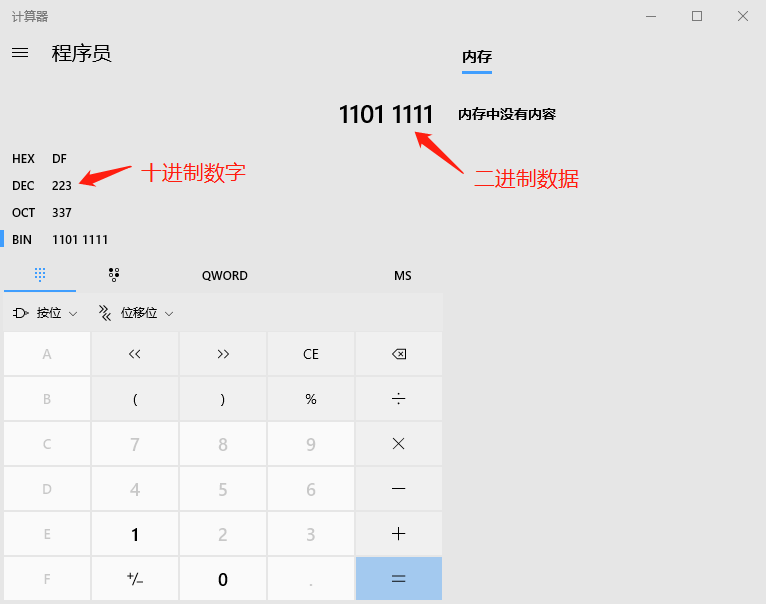 计算器
程序员
内存
1101 1111
内存中没有内容
HEX DF
DEC 223
十进制数字
二进制数据
OCT 337
BIN 1101 1111
QWORD MS
按位 位移位
A << >> CE
B ( ) % ÷
C 7 8 9 ×
D 4 5 6 −
E 1 2 3 +
F +/− 0 . =